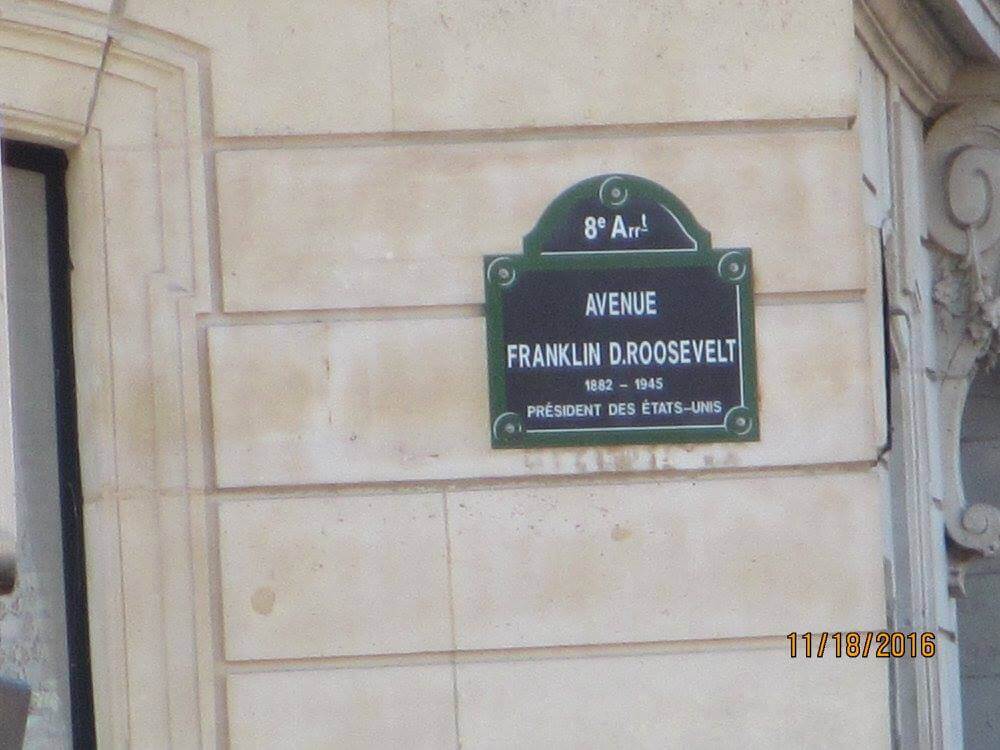 8e Arrt
AVENUE
FRANKLIN D.ROOSEVELT
1882 – 1945
PRÉSIDENT DES ÉTATS–UNIS
11/18/2016